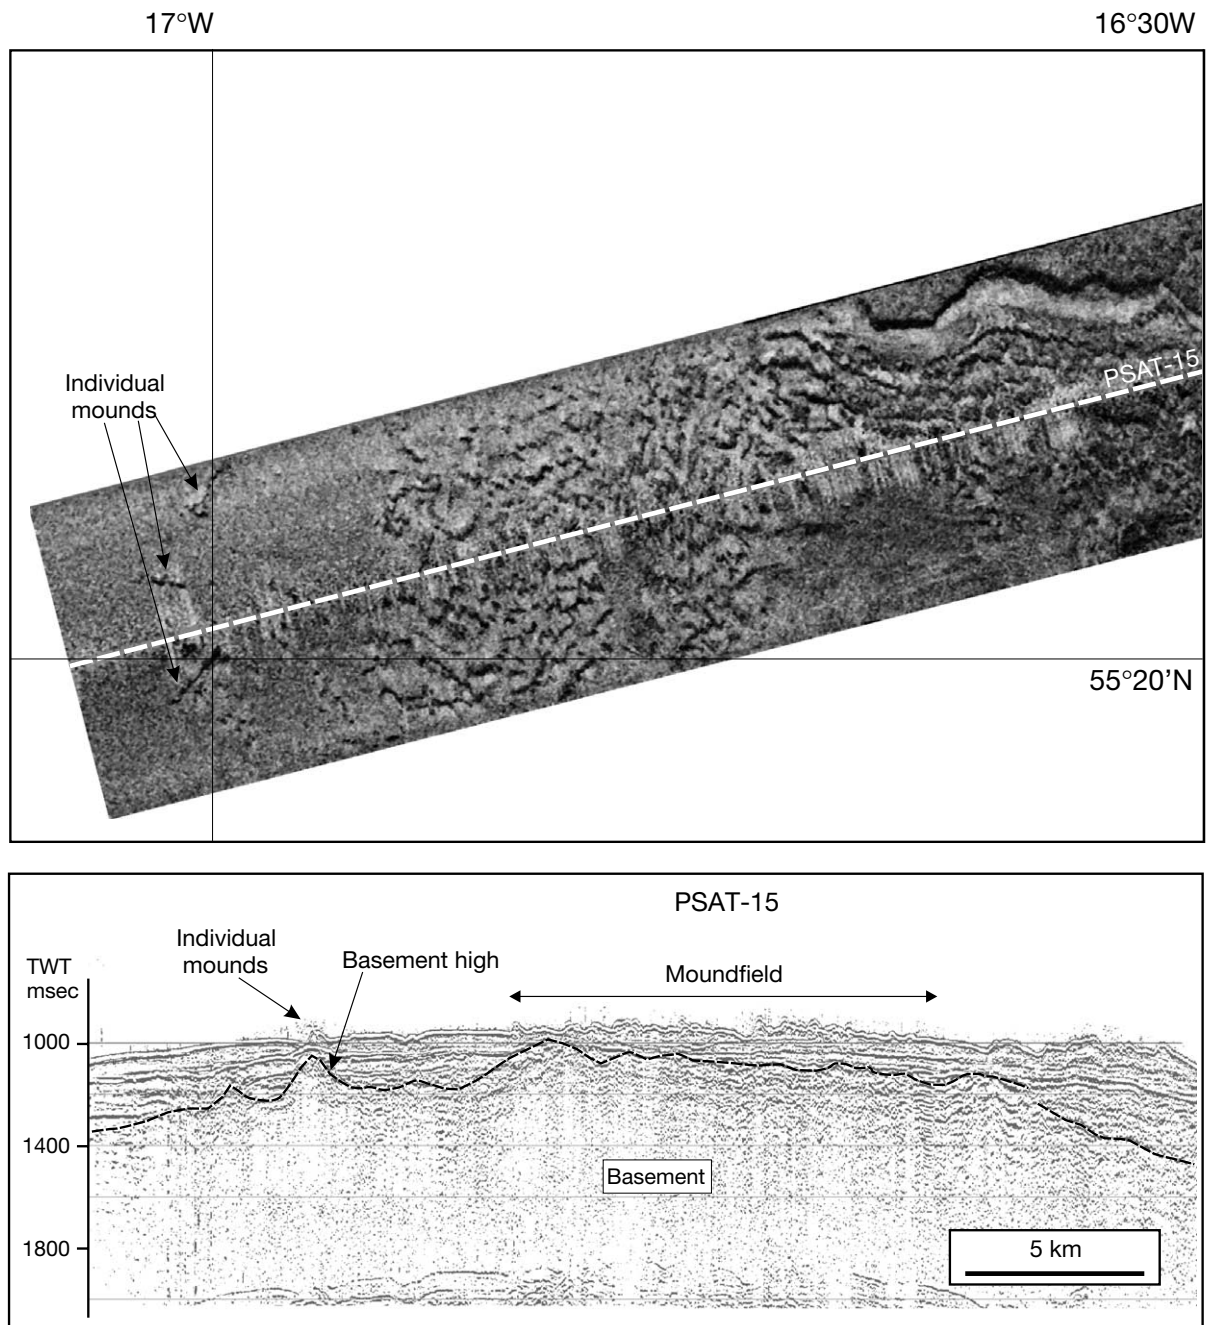 17°W
16°30W
PSAT-15
Individual
mounds
55°20’N
PSAT-15
Individual
mounds
Basement high
Moundfield
TWT
msec
1000
1400
Basement
1800
5 km